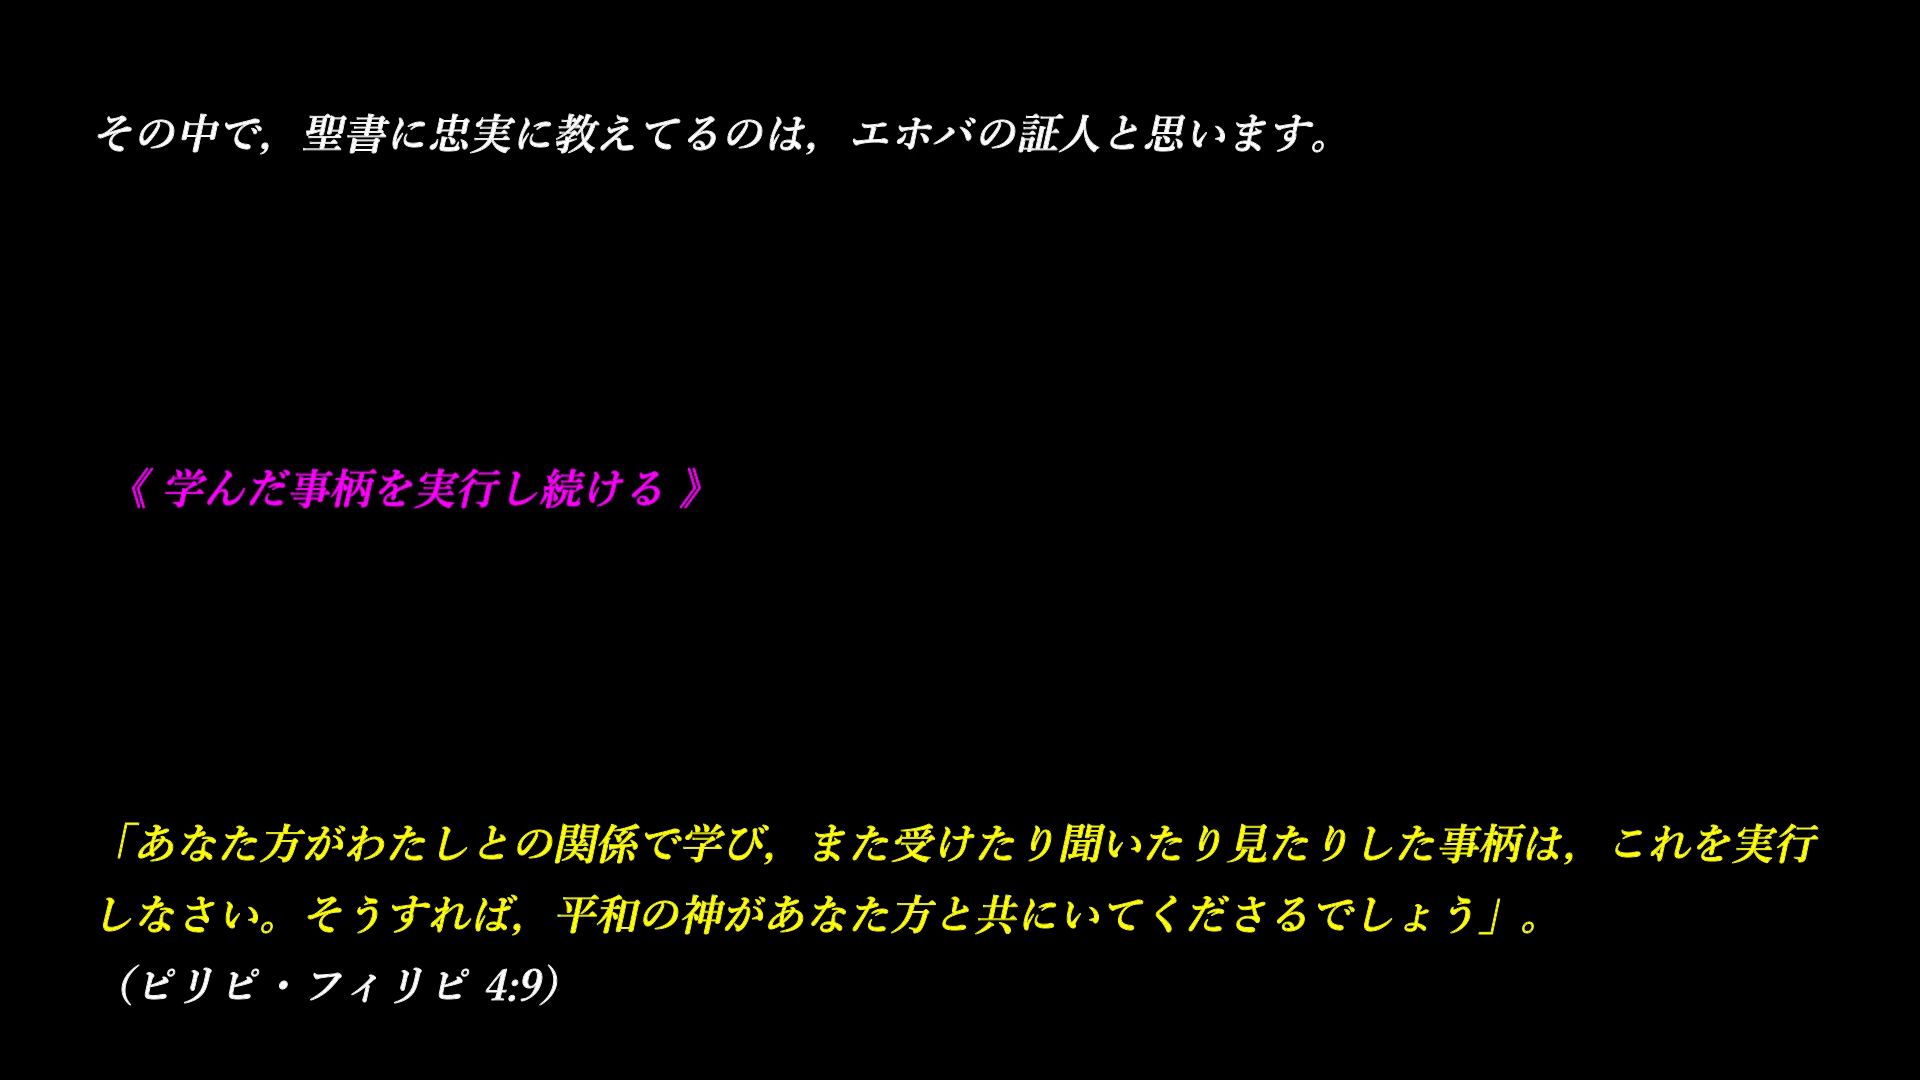 その中で，聖書に忠実に教えてるのは，エホバの証人と思います。
《 学んだ事柄を実行し続ける 》
「あなた方がわたしとの関係で学び，また受けたり聞いたり見たりした事柄は，これを実行
しなさい。そうすれば，平和の神があなた方と共にいてくださるでしょう」。
（ピリピ・フィリピ 4:9）